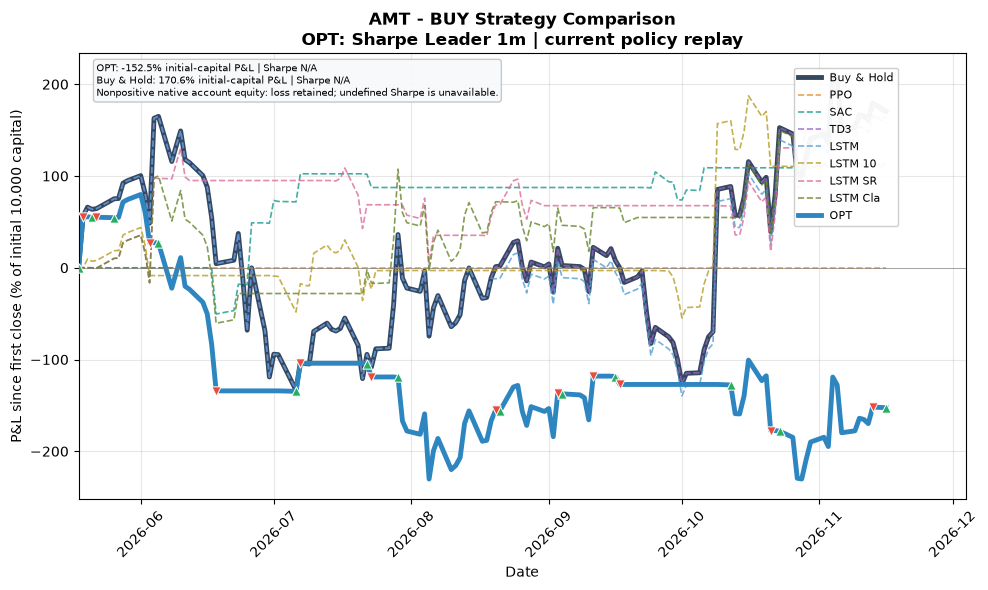 AMT - BUY Strategy Comparison
OPT: Sharpe Leader 1m | current policy replay
OPT: -152.5% initial-capital P&L | Sharpe N/A
Buy & Hold: 170.6% initial-capital P&L | Sharpe N/A
Nonpositive native account equity: loss retained; undefined Sharpe is unavailable.
Buy & Hold
PPO
SAC
TD3
LSTM
LSTM 10
LSTM SR
LSTM Cla
OPT
P&L since first close (% of initial 10,000 capital)
200
100
0
−100
−200
2026-06
2026-07
2026-08
2026-09
2026-10
2026-11
2026-12
Date